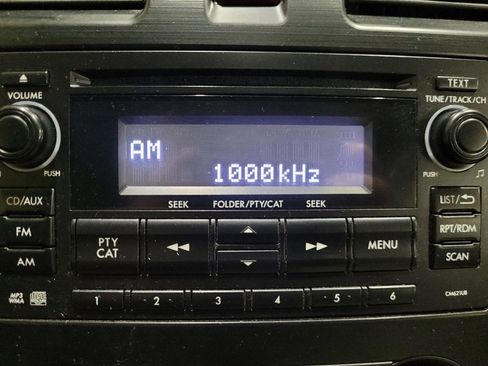 VOLUME
TEXT
TUNE/TRACK/CH
AM
1000kHz
PUSH
PUSH
SEEK
FOLDER/PTY/CAT
SEEK
CD/AUX
FM
AM
PTY
CAT
MENU
LIST/
RPT/RDM
SCAN
1
2
3
4
5
6
MP3
WMA
CM621UB